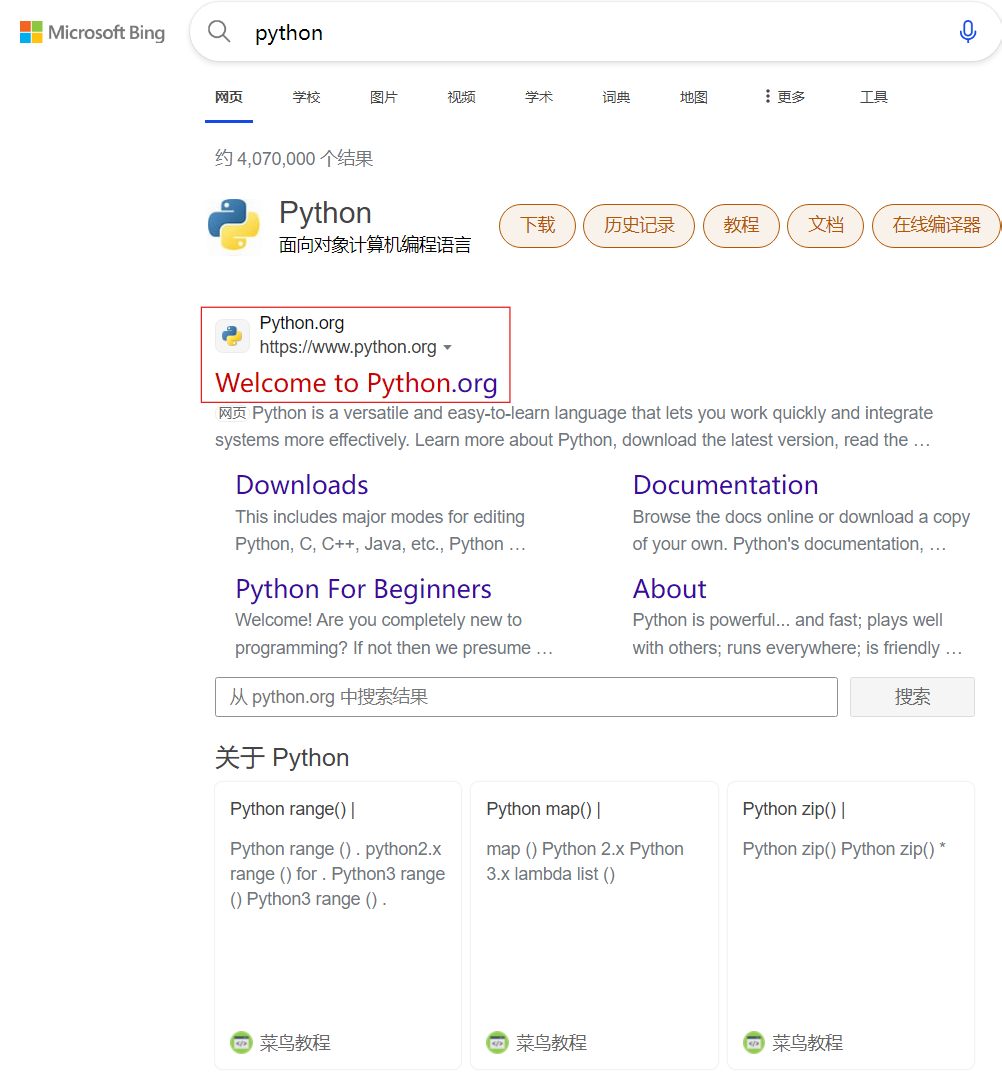 Microsoft Bing
python
网页 学校 图片 视频 学术 词典 地图 更多 工具
约 4,070,000 个结果
Python
面向对象计算机编程语言
下载 历史记录 教程 文档 在线编译器
Python.org
https://www.python.org
Welcome to Python.org
网页 Python is a versatile and easy-to-learn language that lets you work quickly and integrate
systems more effectively. Learn more about Python, download the latest version, read the …
Downloads
This includes major modes for editing
Python, C, C++, Java, etc., Python …
Documentation
Browse the docs online or download a copy
of your own. Python's documentation, …
Python For Beginners
Welcome! Are you completely new to
programming? If not then we presume …
About
Python is powerful... and fast; plays well
with others; runs everywhere; is friendly …
从 python.org 中搜索结果
搜索
关于 Python
Python range() |
Python range () . python2.x
range () for . Python3 range
() Python3 range () .
菜鸟教程
Python map() |
map () Python 2.x Python
3.x lambda list ()
菜鸟教程
Python zip() |
Python zip() Python zip() *
菜鸟教程